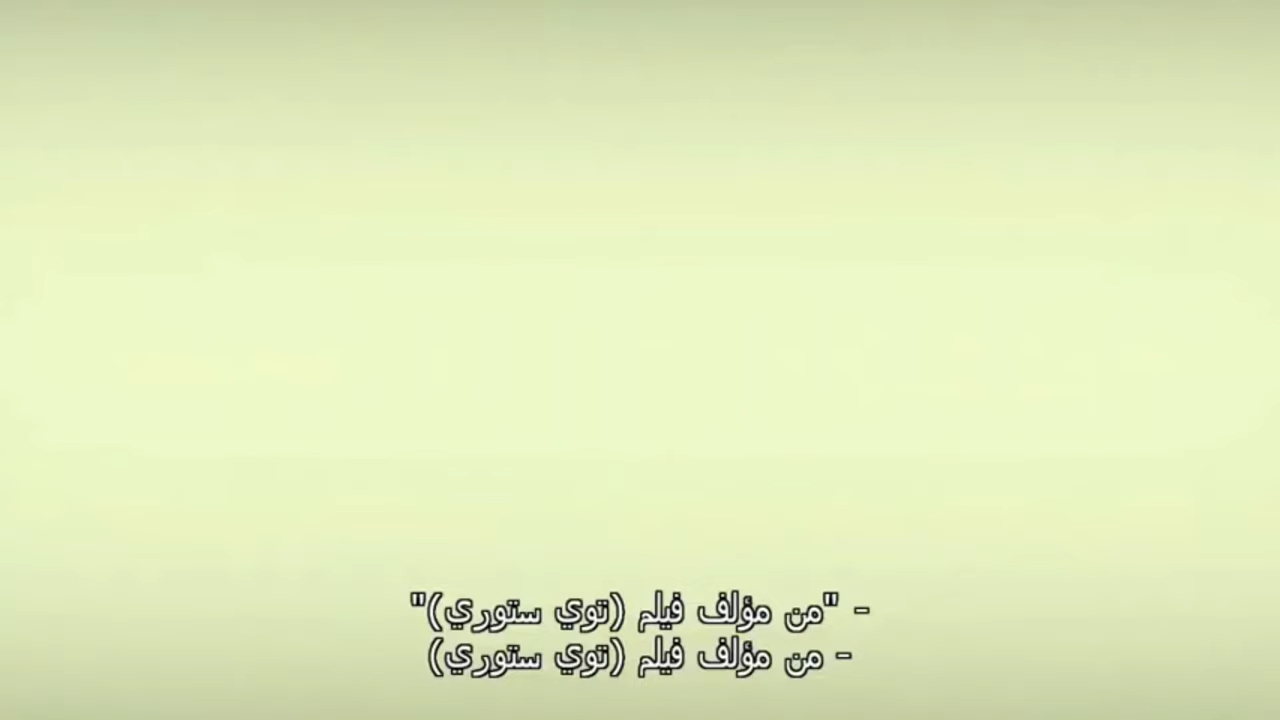 - "من مؤلف فيلم (توي ستوري)"
- من مؤلف فيلم (توي ستوري)